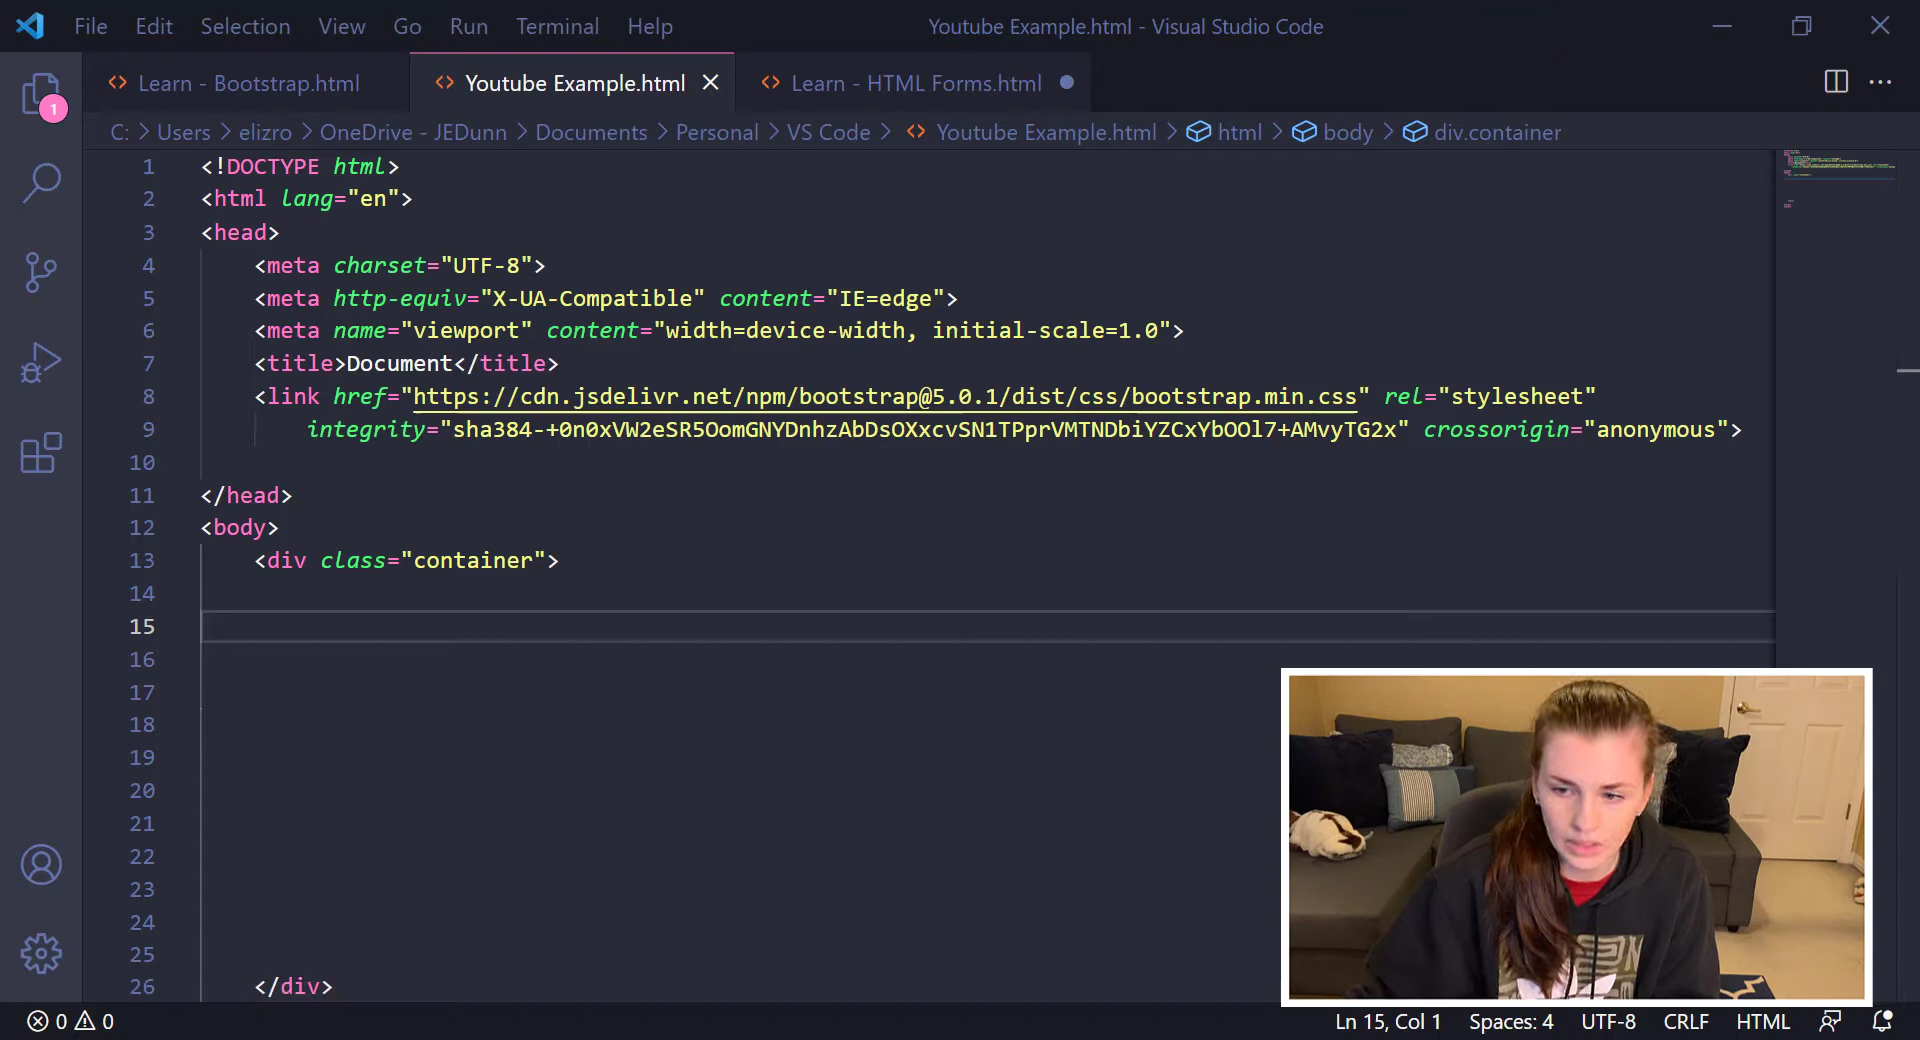 File Edit Selection View Go Run Terminal Help Youtube Example.html - Visual Studio Code
Learn - Bootstrap.html Youtube Example.html Learn - HTML Forms.html
1
C: > Users > elizro > OneDrive - JEDunn > Documents > Personal > VS Code > Youtube Example.html > html > body > div.container
1 <!DOCTYPE html>
2 <html lang="en">
3 <head>
4 <meta charset="UTF-8">
5 <meta http-equiv="X-UA-Compatible" content="IE=edge">
6 <meta name="viewport" content="width=device-width, initial-scale=1.0">
7 <title>Document</title>
8 <link href="https://cdn.jsdelivr.net/npm/bootstrap@5.0.1/dist/css/bootstrap.min.css" rel="stylesheet"
9 integrity="sha384-+0n0xVW2eSR5OomGNYDnhzAbDsOXxcvSN1TPprVMTNDbiYZCxYbOOl7+AMvyTG2x" crossorigin="anonymous">
10
11 </head>
12 <body>
13 <div class="container">
14
15
16
17
18
19
20
21
22
23
24
25
26 </div>
0 0 Ln 15, Col 1 Spaces: 4 UTF-8 CRLF HTML